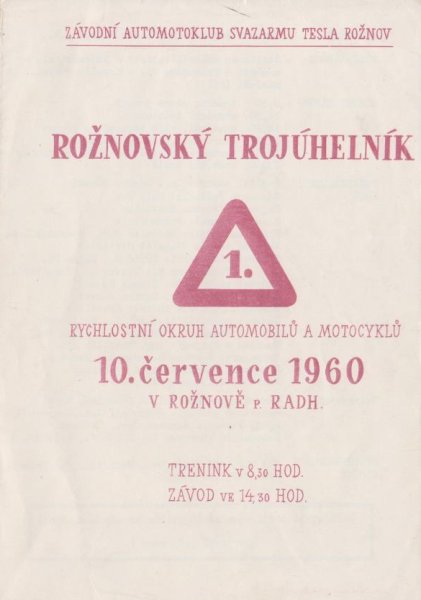 ZÁVODNÍ AUTOMOTOKLUB SVAZARMU TESLA ROŽNOV
ROŽNOVSKÝ TROJÚHELNÍK
1.
RYCHLOSTNÍ OKRUH AUTOMOBILŮ A MOTOCYKLŮ
10. července 1960
V ROŽNOVĚ P. RADH.
TRENINK V 8,30 HOD.
ZÁVOD VE 14,30 HOD.